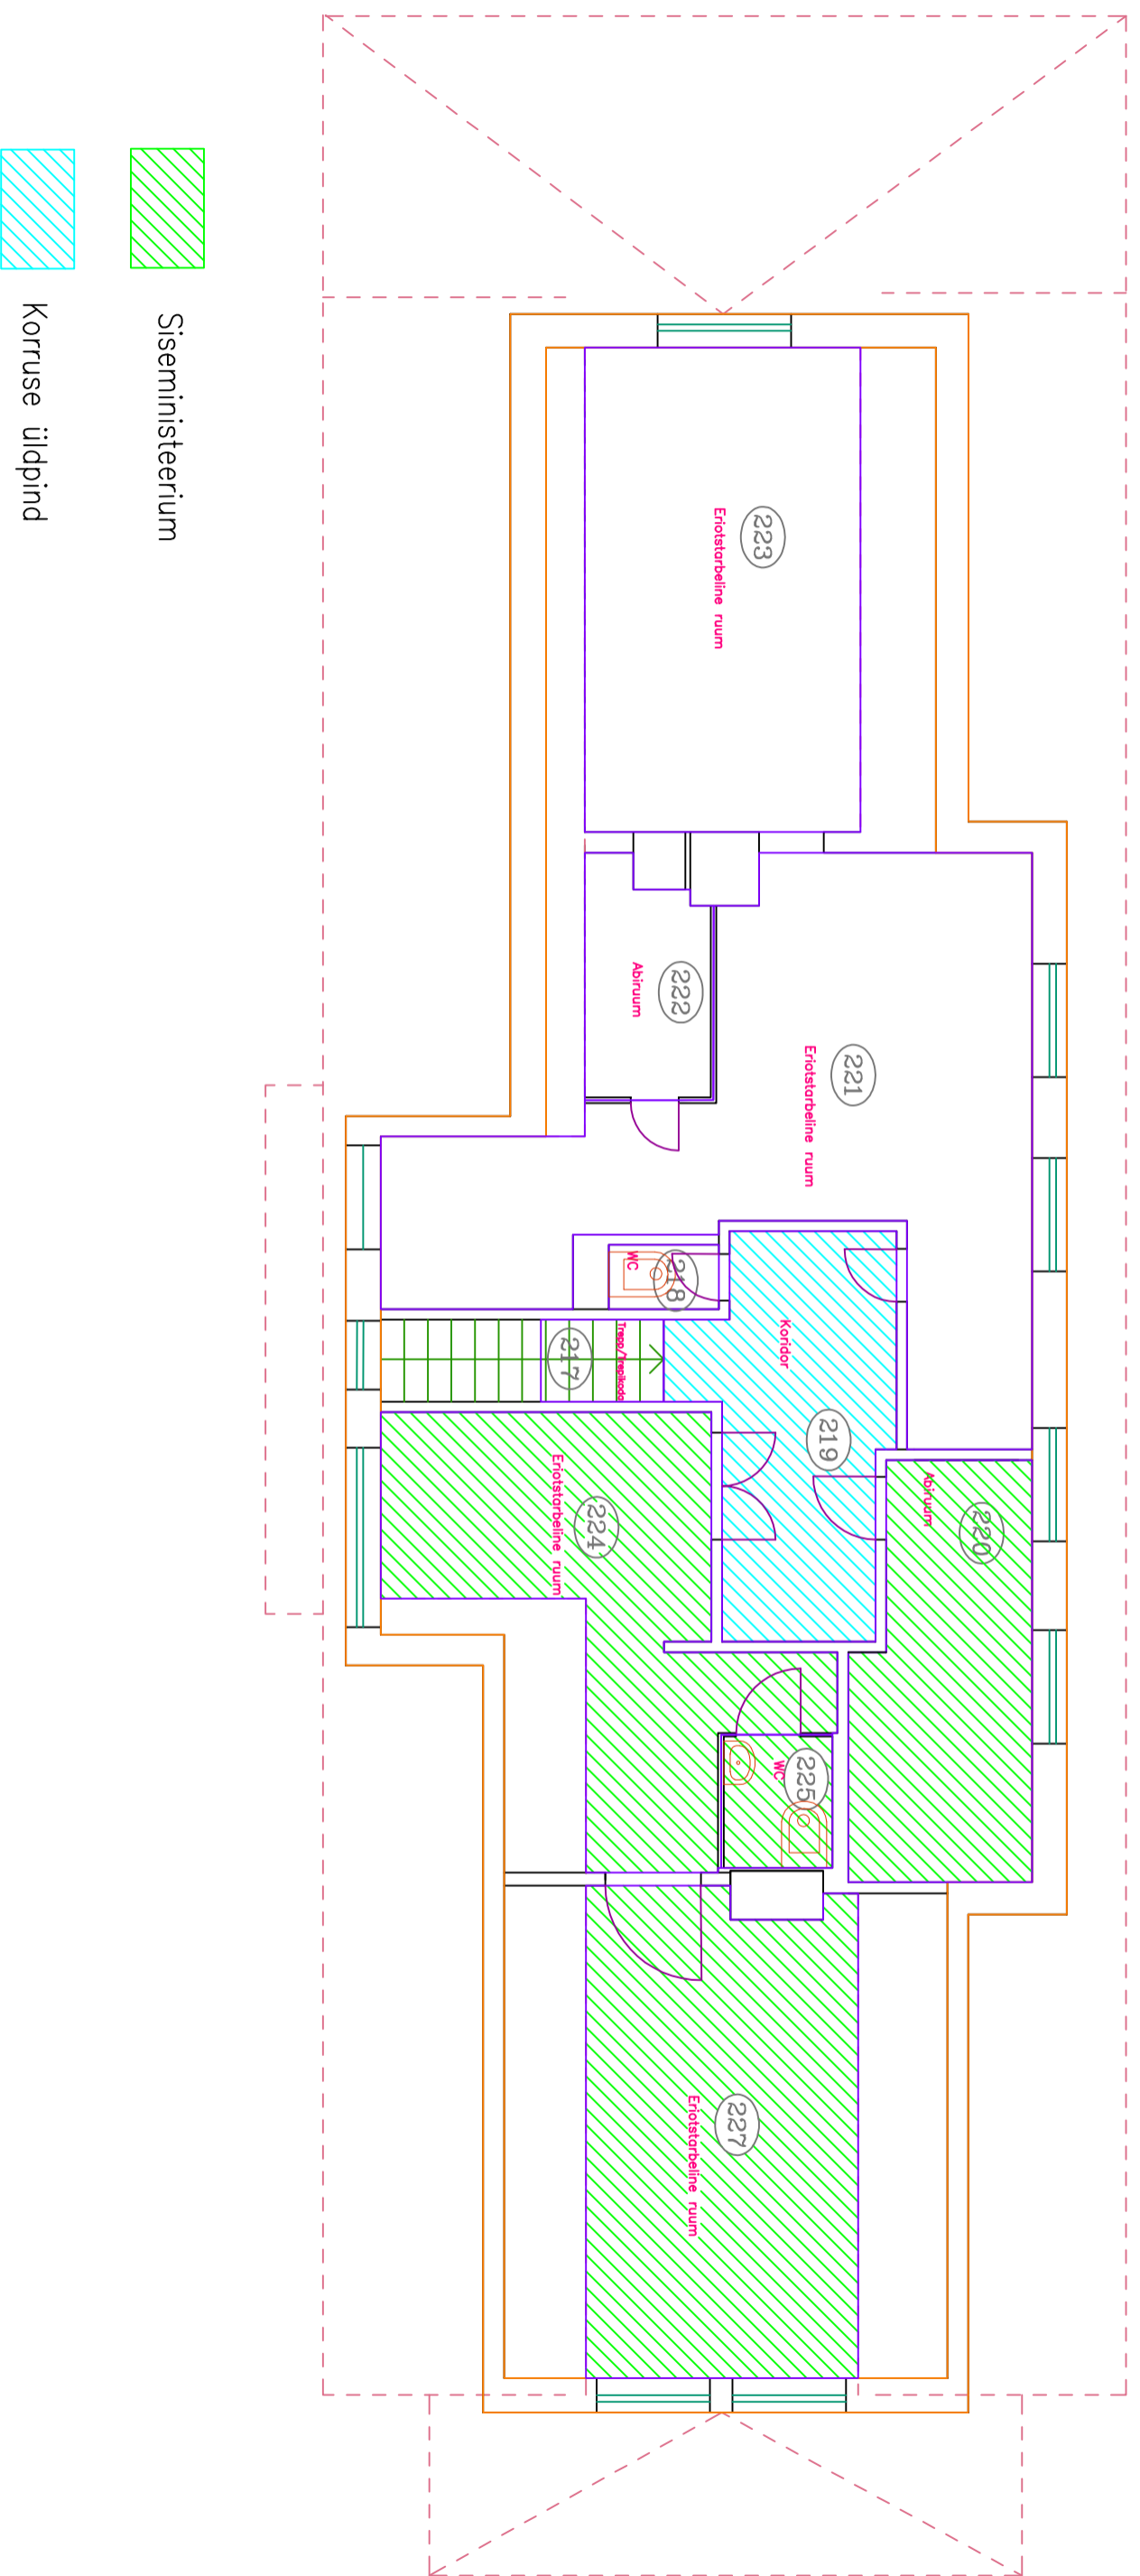 223
Eriotstarbeline ruum
222
Abiruum
221
Eriotstarbeline ruum
218
WC
217
Trepp/Trepikoda
Koridor
219
220
Abiruum
224
Eriotstarbeline ruum
225
WC
227
Eriotstarbeline ruum
Siseministeerium
Korruse üldpind